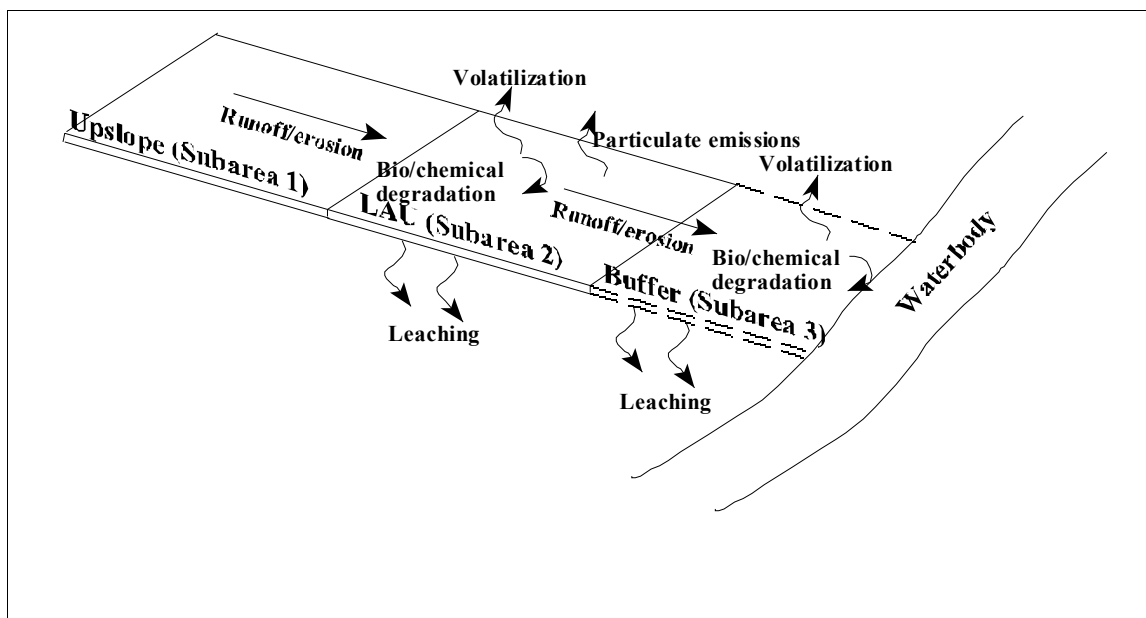 Volatilization
Particulate emissions
Volatilization
Upslope (Subarea 1)
Runoff/erosion
Bio/chemical
degradation
LAU (Subarea 2)
Runoff/erosion
Bio/chemical
degradation
Buffer (Subarea 3)
Waterbody
Leaching
Leaching